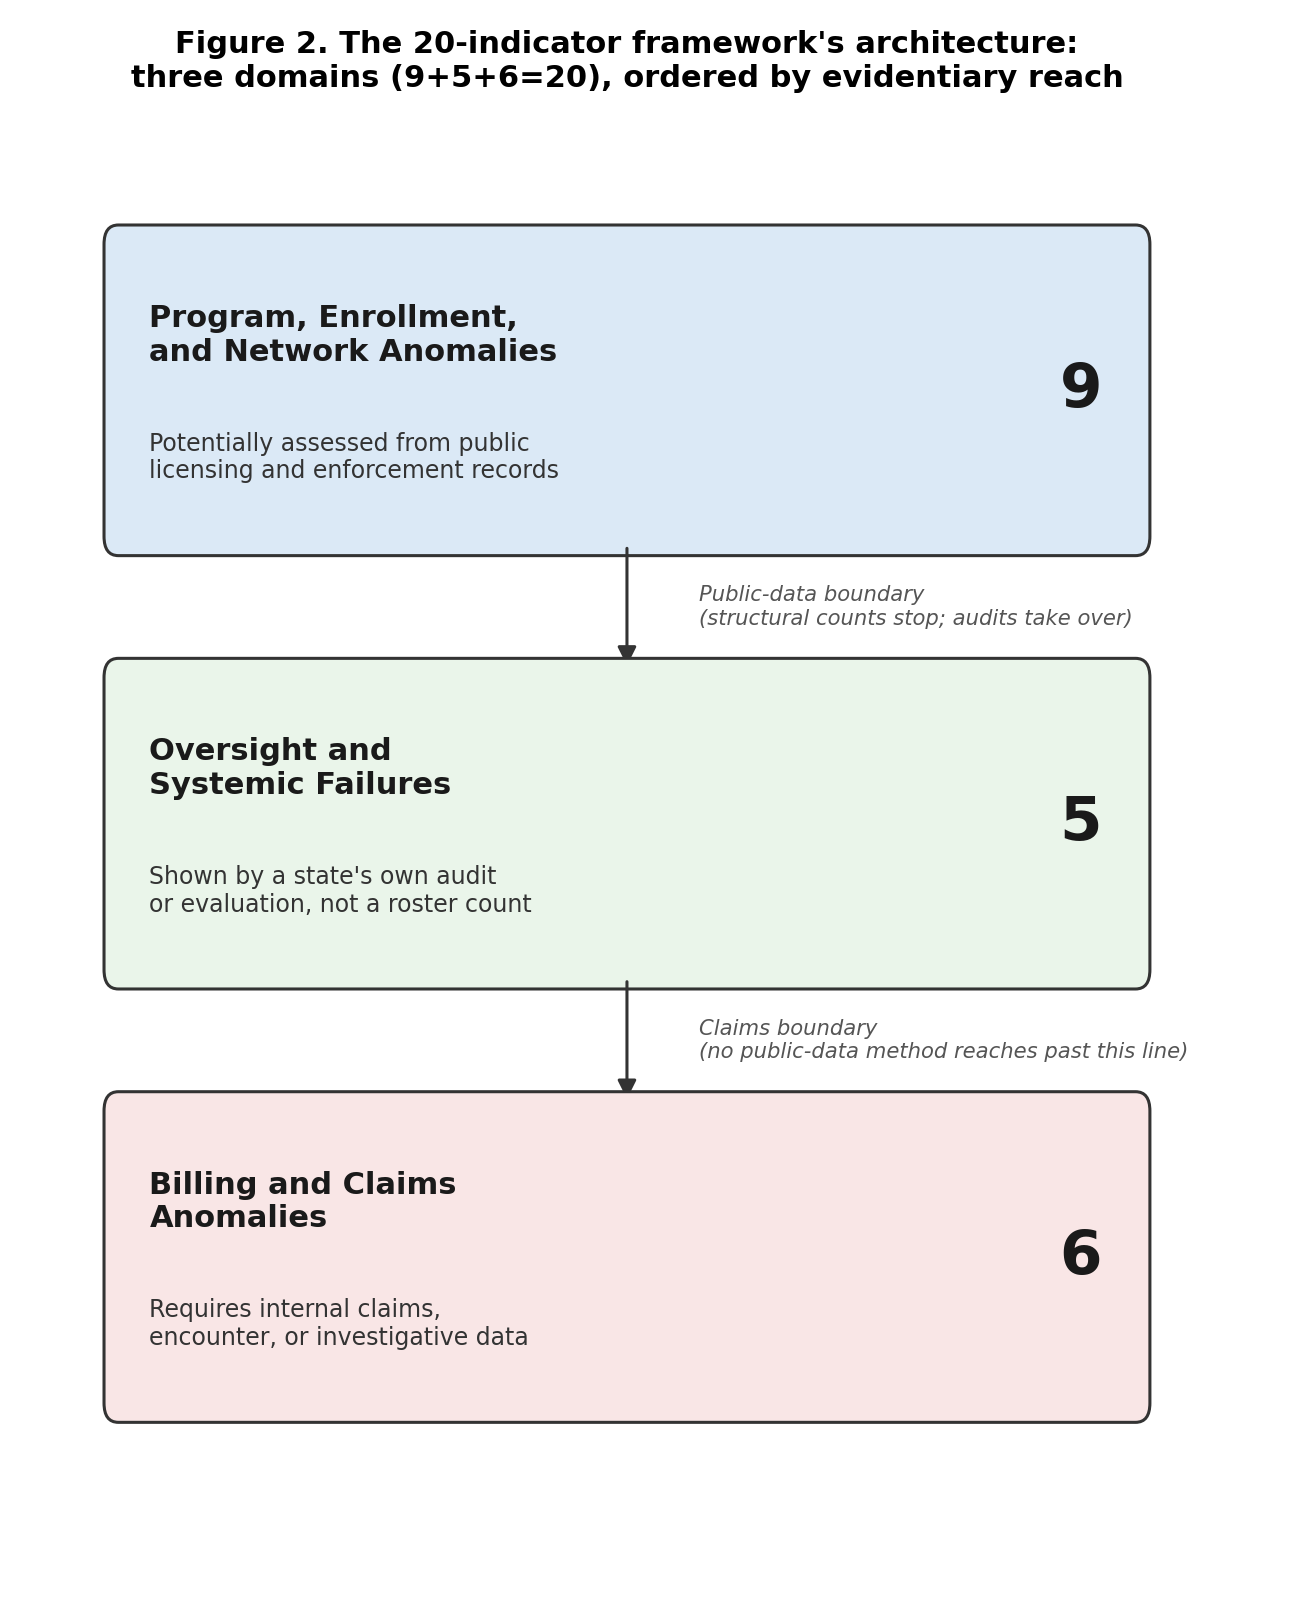 Figure 2. The 20-indicator framework's architecture:
three domains (9+5+6=20), ordered by evidentiary reach
Program, Enrollment,
and Network Anomalies
9
Potentially assessed from public
licensing and enforcement records
Public-data boundary
(structural counts stop; audits take over)
Oversight and
Systemic Failures
5
Shown by a state's own audit
or evaluation, not a roster count
Claims boundary
(no public-data method reaches past this line)
Billing and Claims
Anomalies
6
Requires internal claims,
encounter, or investigative data